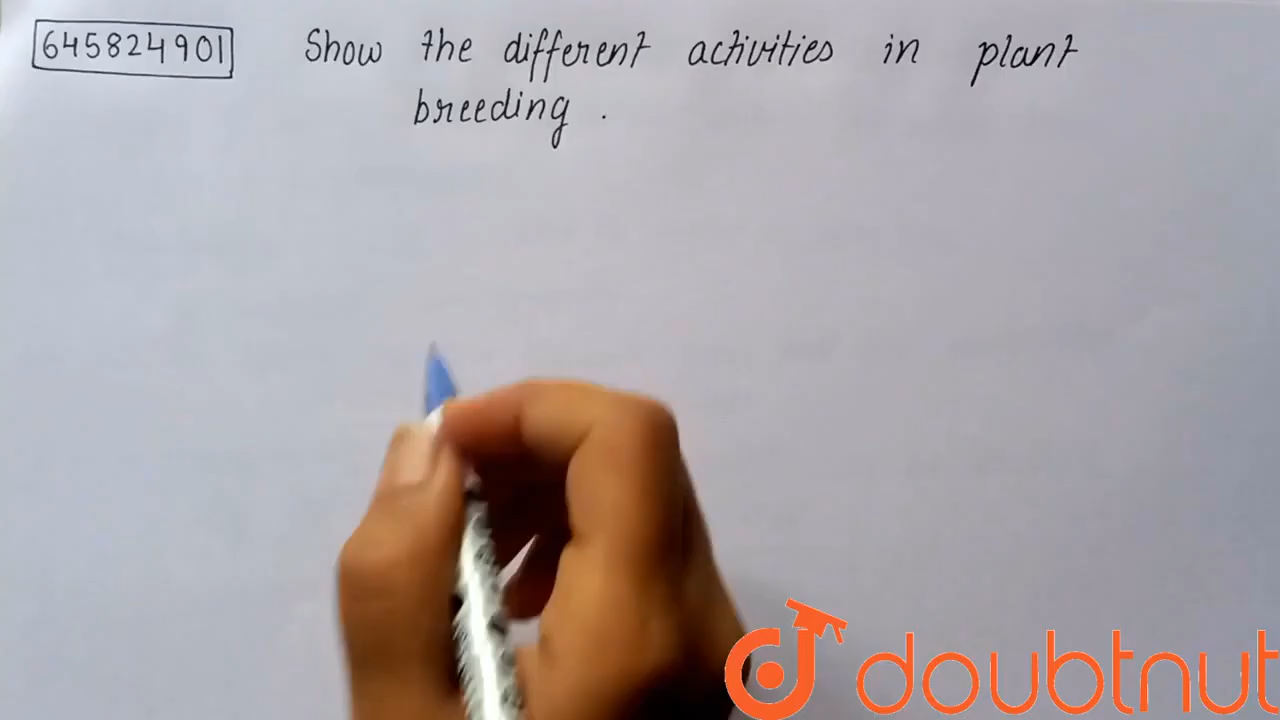 645824901 Show the different activities in plant
breeding .
doubtnut